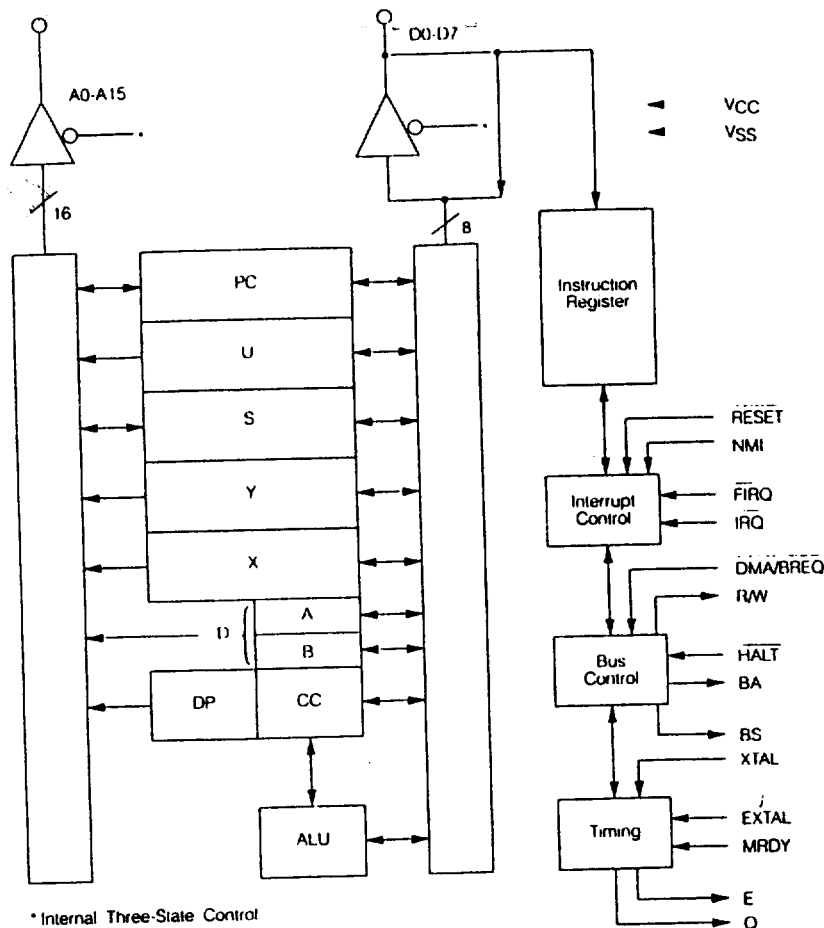 D0-D7
A0-A15
*
*
VCC
VSS
16
8
PC
U
S
Y
X
D {
A
B
DP
CC
ALU
Instruction
Register
RESET
NMI
Interrupt
Control
FIRQ
IRQ
DMA/BREQ
R/W
Bus
Control
HALT
BA
BS
XTAL
Timing
EXTAL
MRDY
E
Q
* Internal Three-State Control